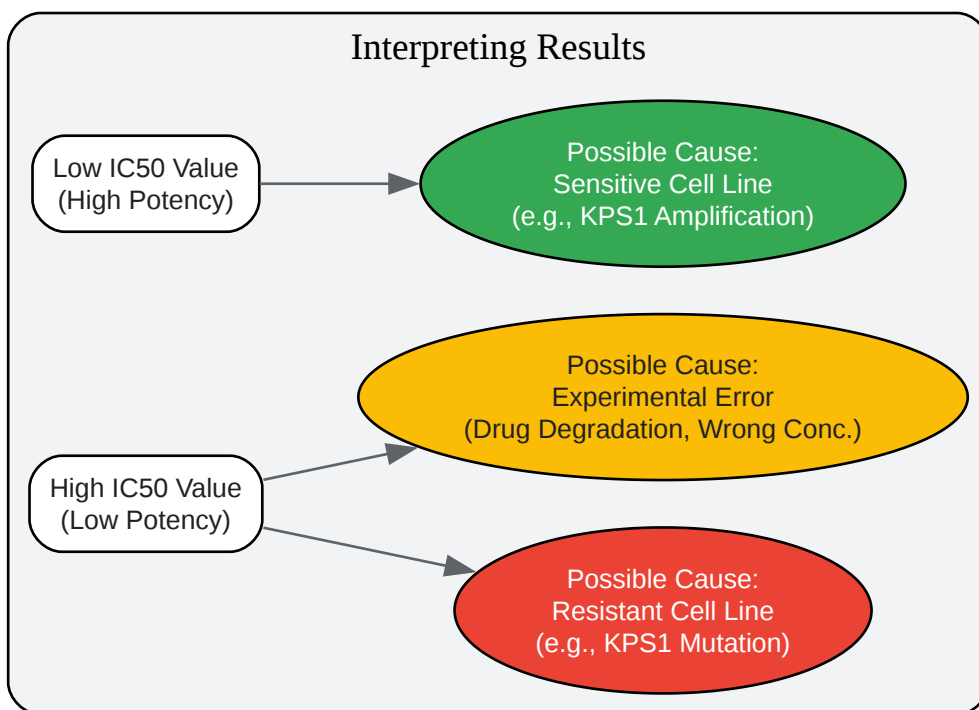 Interpreting Results
Low IC50 Value
(High Potency)
Possible Cause:
Sensitive Cell Line
(e.g., KPS1 Amplification)
Possible Cause:
Experimental Error
(Drug Degradation, Wrong Conc.)
High IC50 Value
(Low Potency)
Possible Cause:
Resistant Cell Line
(e.g., KPS1 Mutation)